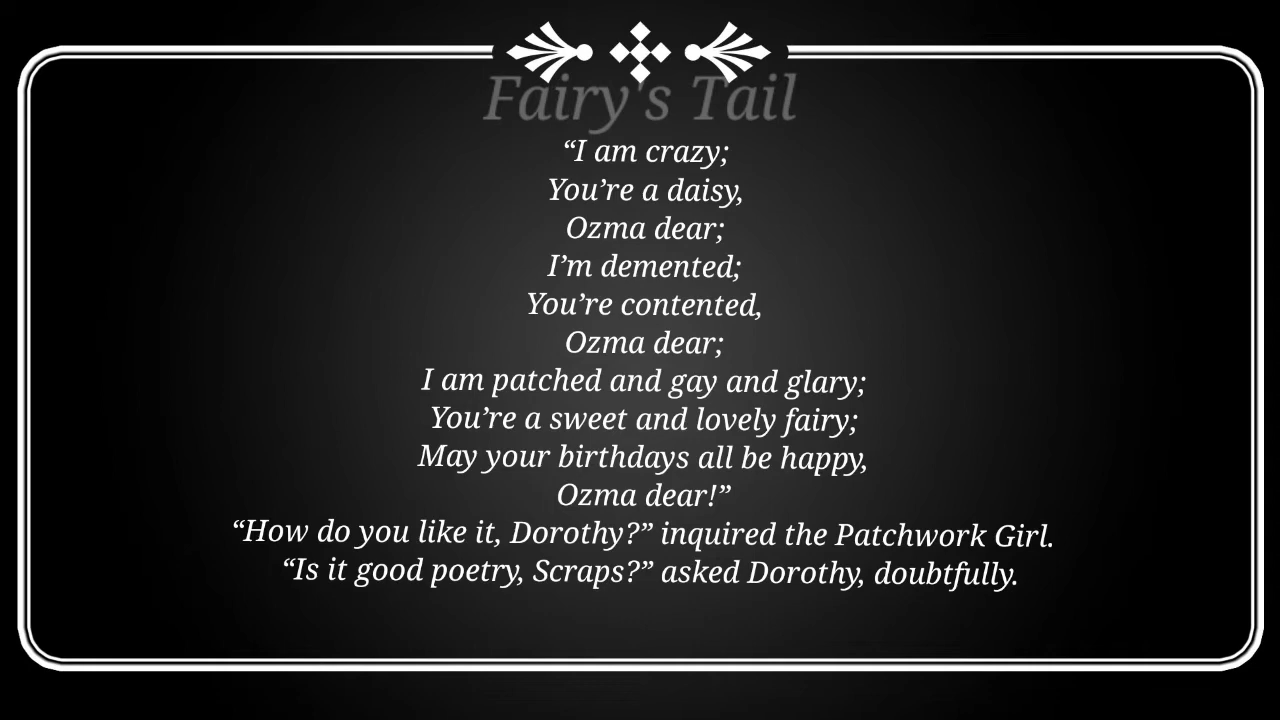 Fairy's Tail
“I am crazy;
You’re a daisy,
Ozma dear;
I’m demented;
You’re contented,
Ozma dear;
I am patched and gay and glary;
You’re a sweet and lovely fairy;
May your birthdays all be happy,
Ozma dear!”
“How do you like it, Dorothy?” inquired the Patchwork Girl.
“Is it good poetry, Scraps?” asked Dorothy, doubtfully.